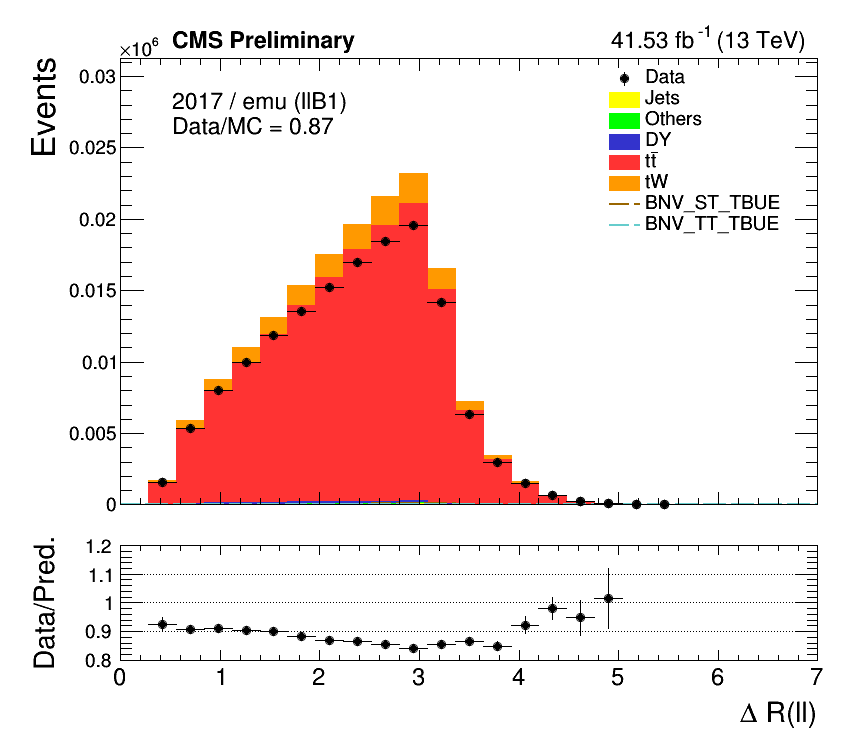 ×10⁶ CMS Preliminary 41.53 fb⁻¹ (13 TeV)
Events
0.03
0.025
0.02
0.015
0.01
0.005
0
2017 / emu (llB1)
Data/MC = 0.87
Data
Jets
Others
DY
tt̄
tW
BNV_ST_TBUE
BNV_TT_TBUE
Data/Pred.
1.2
1.1
1
0.9
0.8
0 1 2 3 4 5 6 7
Δ R(ll)